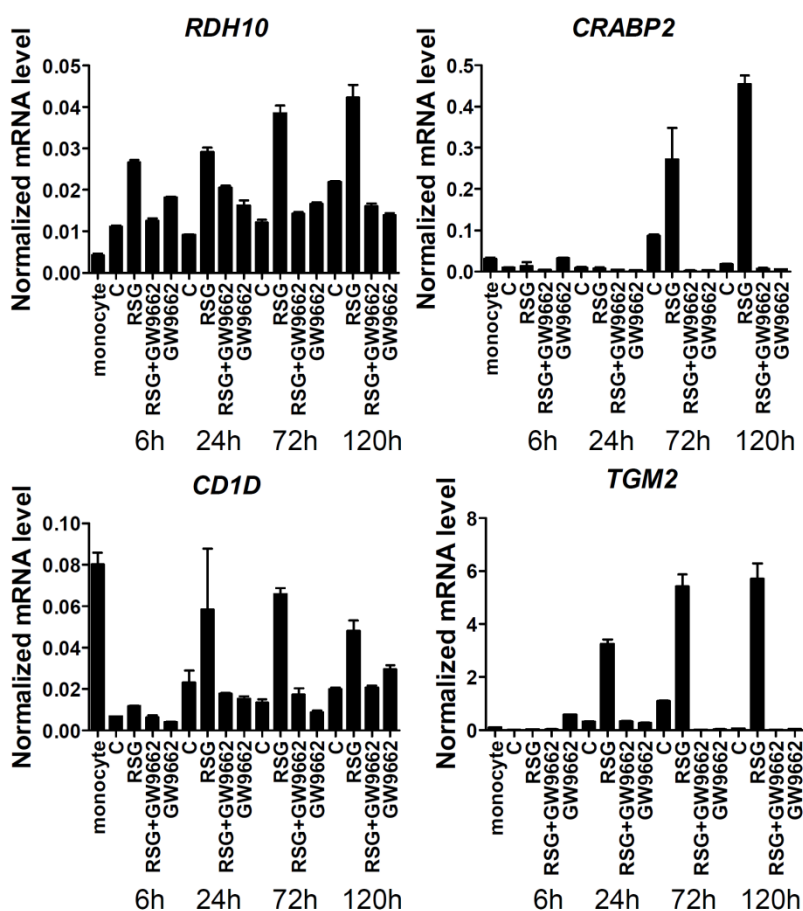 RDH10
Normalized mRNA level
0.05
0.04
0.03
0.02
0.01
0.00
monocyte
C
RSG
RSG+GW9662
GW9662
C
RSG
RSG+GW9662
GW9662
C
RSG
RSG+GW9662
GW9662
C
RSG
RSG+GW9662
GW9662
6h 24h 72h 120h
CRABP2
Normalized mRNA level
0.5
0.4
0.3
0.2
0.1
0.0
monocyte
C
RSG
RSG+GW9662
GW9662
C
RSG
RSG+GW9662
GW9662
C
RSG
RSG+GW9662
GW9662
C
RSG
RSG+GW9662
GW9662
6h 24h 72h 120h
CD1D
Normalized mRNA level
0.10
0.08
0.06
0.04
0.02
0.00
monocyte
C
RSG
RSG+GW9662
GW9662
C
RSG
RSG+GW9662
GW9662
C
RSG
RSG+GW9662
GW9662
C
RSG
RSG+GW9662
GW9662
6h 24h 72h 120h
TGM2
Normalized mRNA level
8
6
4
2
0
monocyte
C
RSG
RSG+GW9662
GW9662
C
RSG
RSG+GW9662
GW9662
C
RSG
RSG+GW9662
GW9662
C
RSG
RSG+GW9662
GW9662
6h 24h 72h 120h